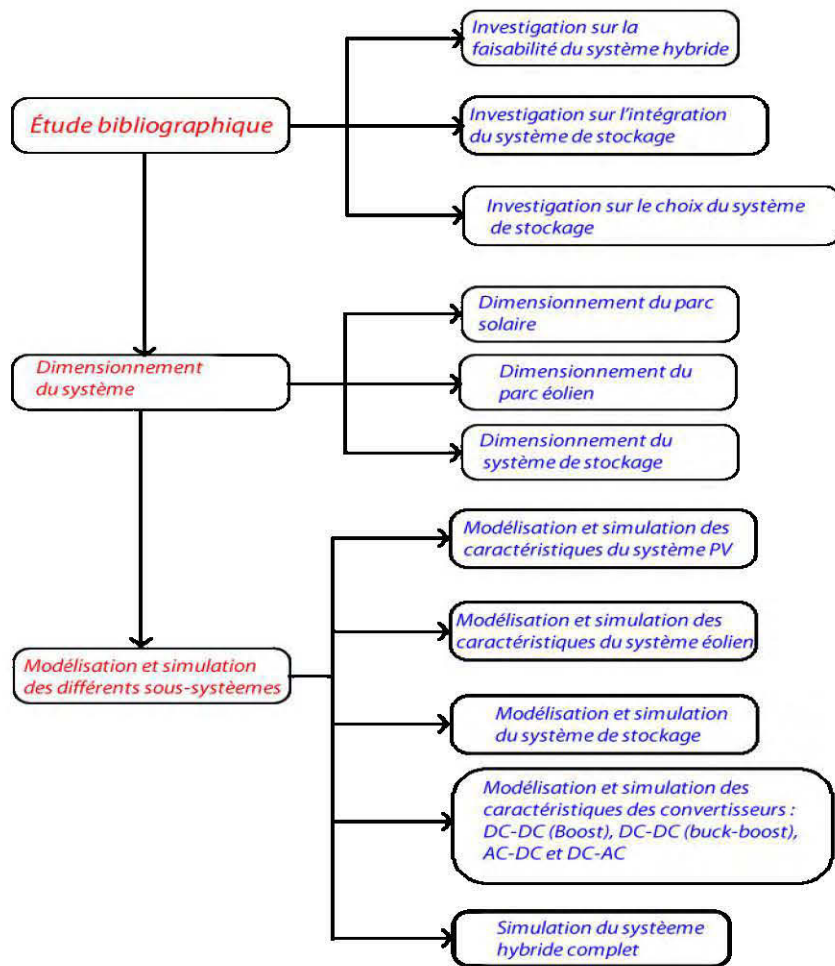 Investigation sur la
faisabilité du système hybride
Étude bibliographique
Investigation sur l'intégration
du système de stockage
Investigation sur le choix du système
de stockage
Dimensionnement
du système
Dimensionnement du parc
solaire
Dimensionnement du
parc éolien
Dimensionnement du
système de stockage
Modélisation et simulation
des différents sous-systèemes
Modélisation et simulation des
caractéristiques du système PV
Modélisation et simulation des
caractéristiques du système éolien
Modélisation et simulation
du système de stockage
Modélisation et simulation des
caractéristiques des convertisseurs :
DC-DC (Boost), DC-DC (buck-boost),
AC-DC et DC-AC
Simulation du systèeme
hybride complet